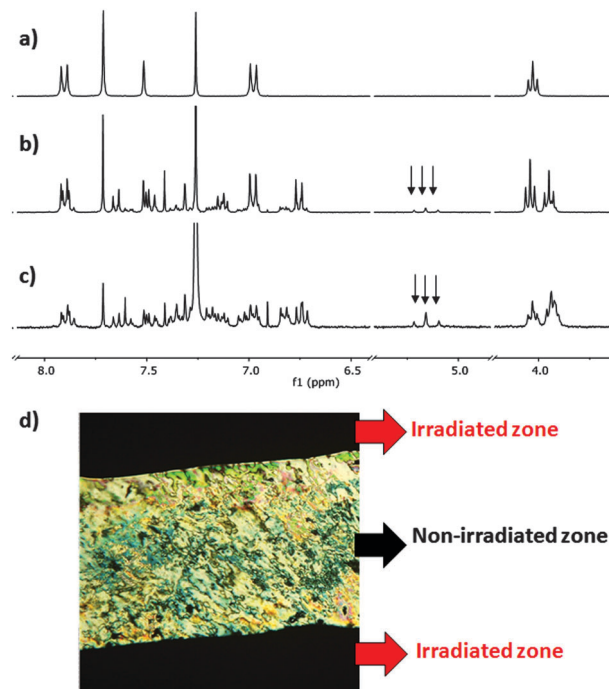 a)
b)
c)
8.0 7.5 7.0 6.5 5.0 4.0
f1 (ppm)
d)
Irradiated zone
Non-irradiated zone
Irradiated zone